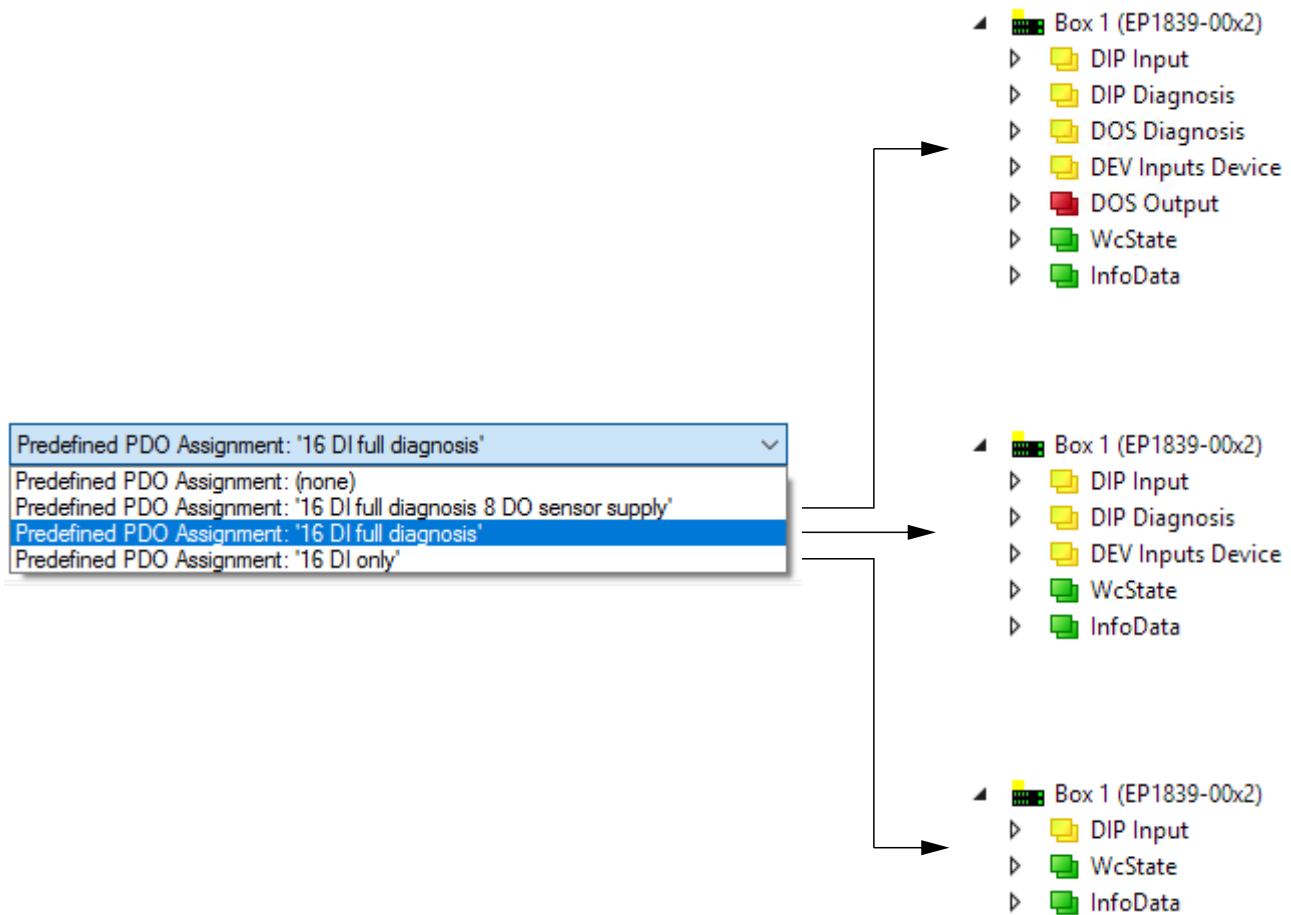 Box 1 (EP1839-00x2)
DIP Input
DIP Diagnosis
DOS Diagnosis
DEV Inputs Device
DOS Output
WcState
InfoData
Predefined PDO Assignment: '16 DI full diagnosis'
Predefined PDO Assignment: (none)
Predefined PDO Assignment: '16 DI full diagnosis 8 DO sensor supply'
Predefined PDO Assignment: '16 DI full diagnosis'
Predefined PDO Assignment: '16 DI only'
Box 1 (EP1839-00x2)
DIP Input
DIP Diagnosis
DEV Inputs Device
WcState
InfoData
Box 1 (EP1839-00x2)
DIP Input
WcState
InfoData